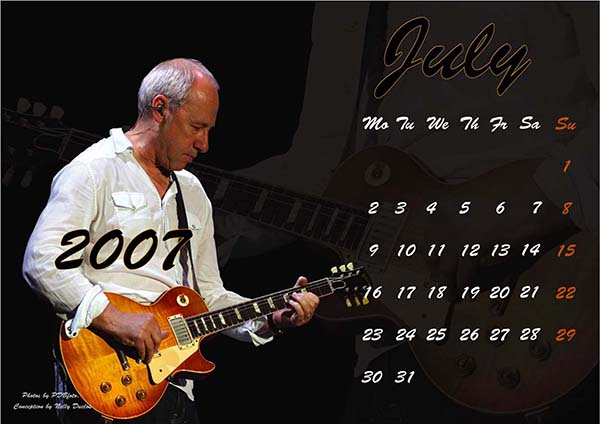 July
Mo Tu We Th Fr Sa Su
1
2 3 4 5 6 7 8
9 10 11 12 13 14 15
16 17 18 19 20 21 22
23 24 25 26 27 28 29
30 31
2007
Photos by PDBfoto,
Conception by Nelly Duclos